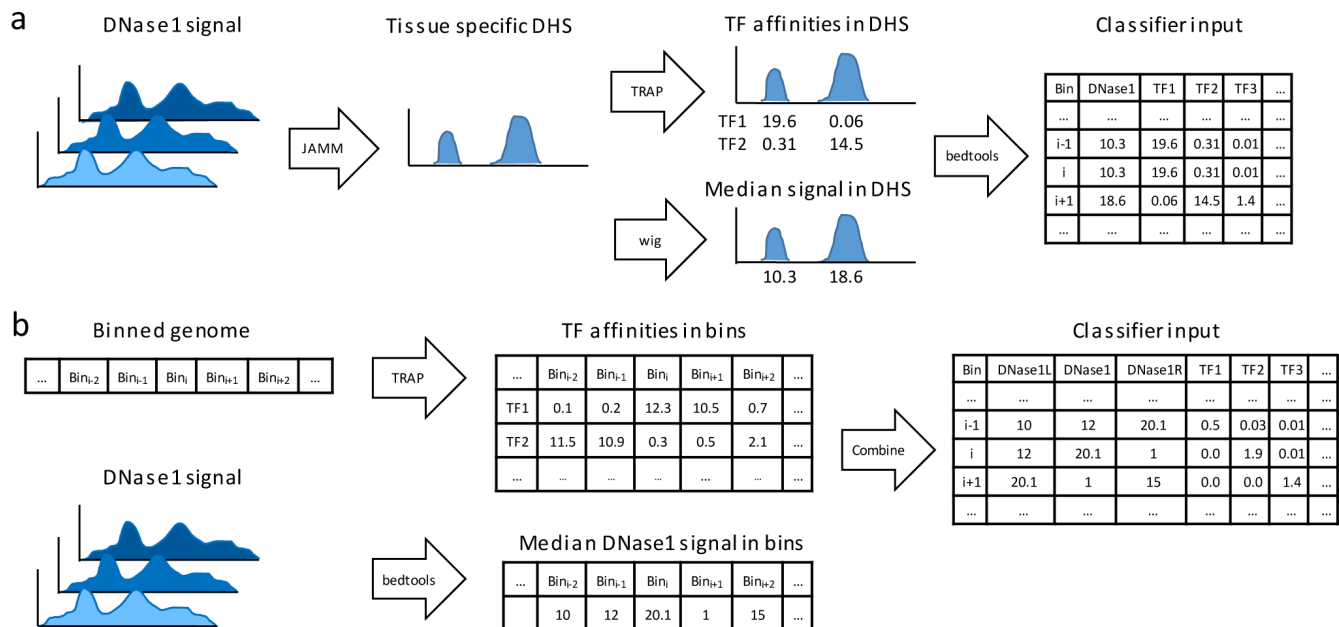 a
DNase1 signal
Tissue specific DHS
TF affinities in DHS
Classifier input
JAMM
TRAP
TF1 19.6 0.06
TF2 0.31 14.5
wig
Median signal in DHS
10.3 18.6
bedtools
Bin DNase1 TF1 TF2 TF3 ...
... ... ... ... ...
i-1 10.3 19.6 0.31 0.01 ...
i 10.3 19.6 0.31 0.01 ...
i+1 18.6 0.06 14.5 1.4 ...
... ... ... ... ...
b
Binned genome
... Bini-2 Bini-1 Bini Bini+1 Bini+2 ...
TRAP
TF affinities in bins
... Bini-2 Bini-1 Bini Bini+1 Bini+2 ...
TF1 0.1 0.2 12.3 10.5 0.7 ...
TF2 11.5 10.9 0.3 0.5 2.1 ...
... ... ... ... ... ... ...
DNase1 signal
bedtools
Median DNase1 signal in bins
... Bini-2 Bini-1 Bini Bini+1 Bini+2 ...
10 12 20.1 1 15 ...
Combine
Classifier input
Bin DNase1L DNase1 DNase1R TF1 TF2 TF3 ...
... ... ... ... ... ... ...
i-1 10 12 20.1 0.5 0.03 0.01 ...
i 12 20.1 1 0.0 1.9 0.01 ...
i+1 20.1 1 15 0.0 0.0 1.4 ...
... ... ... ... ... ... ...